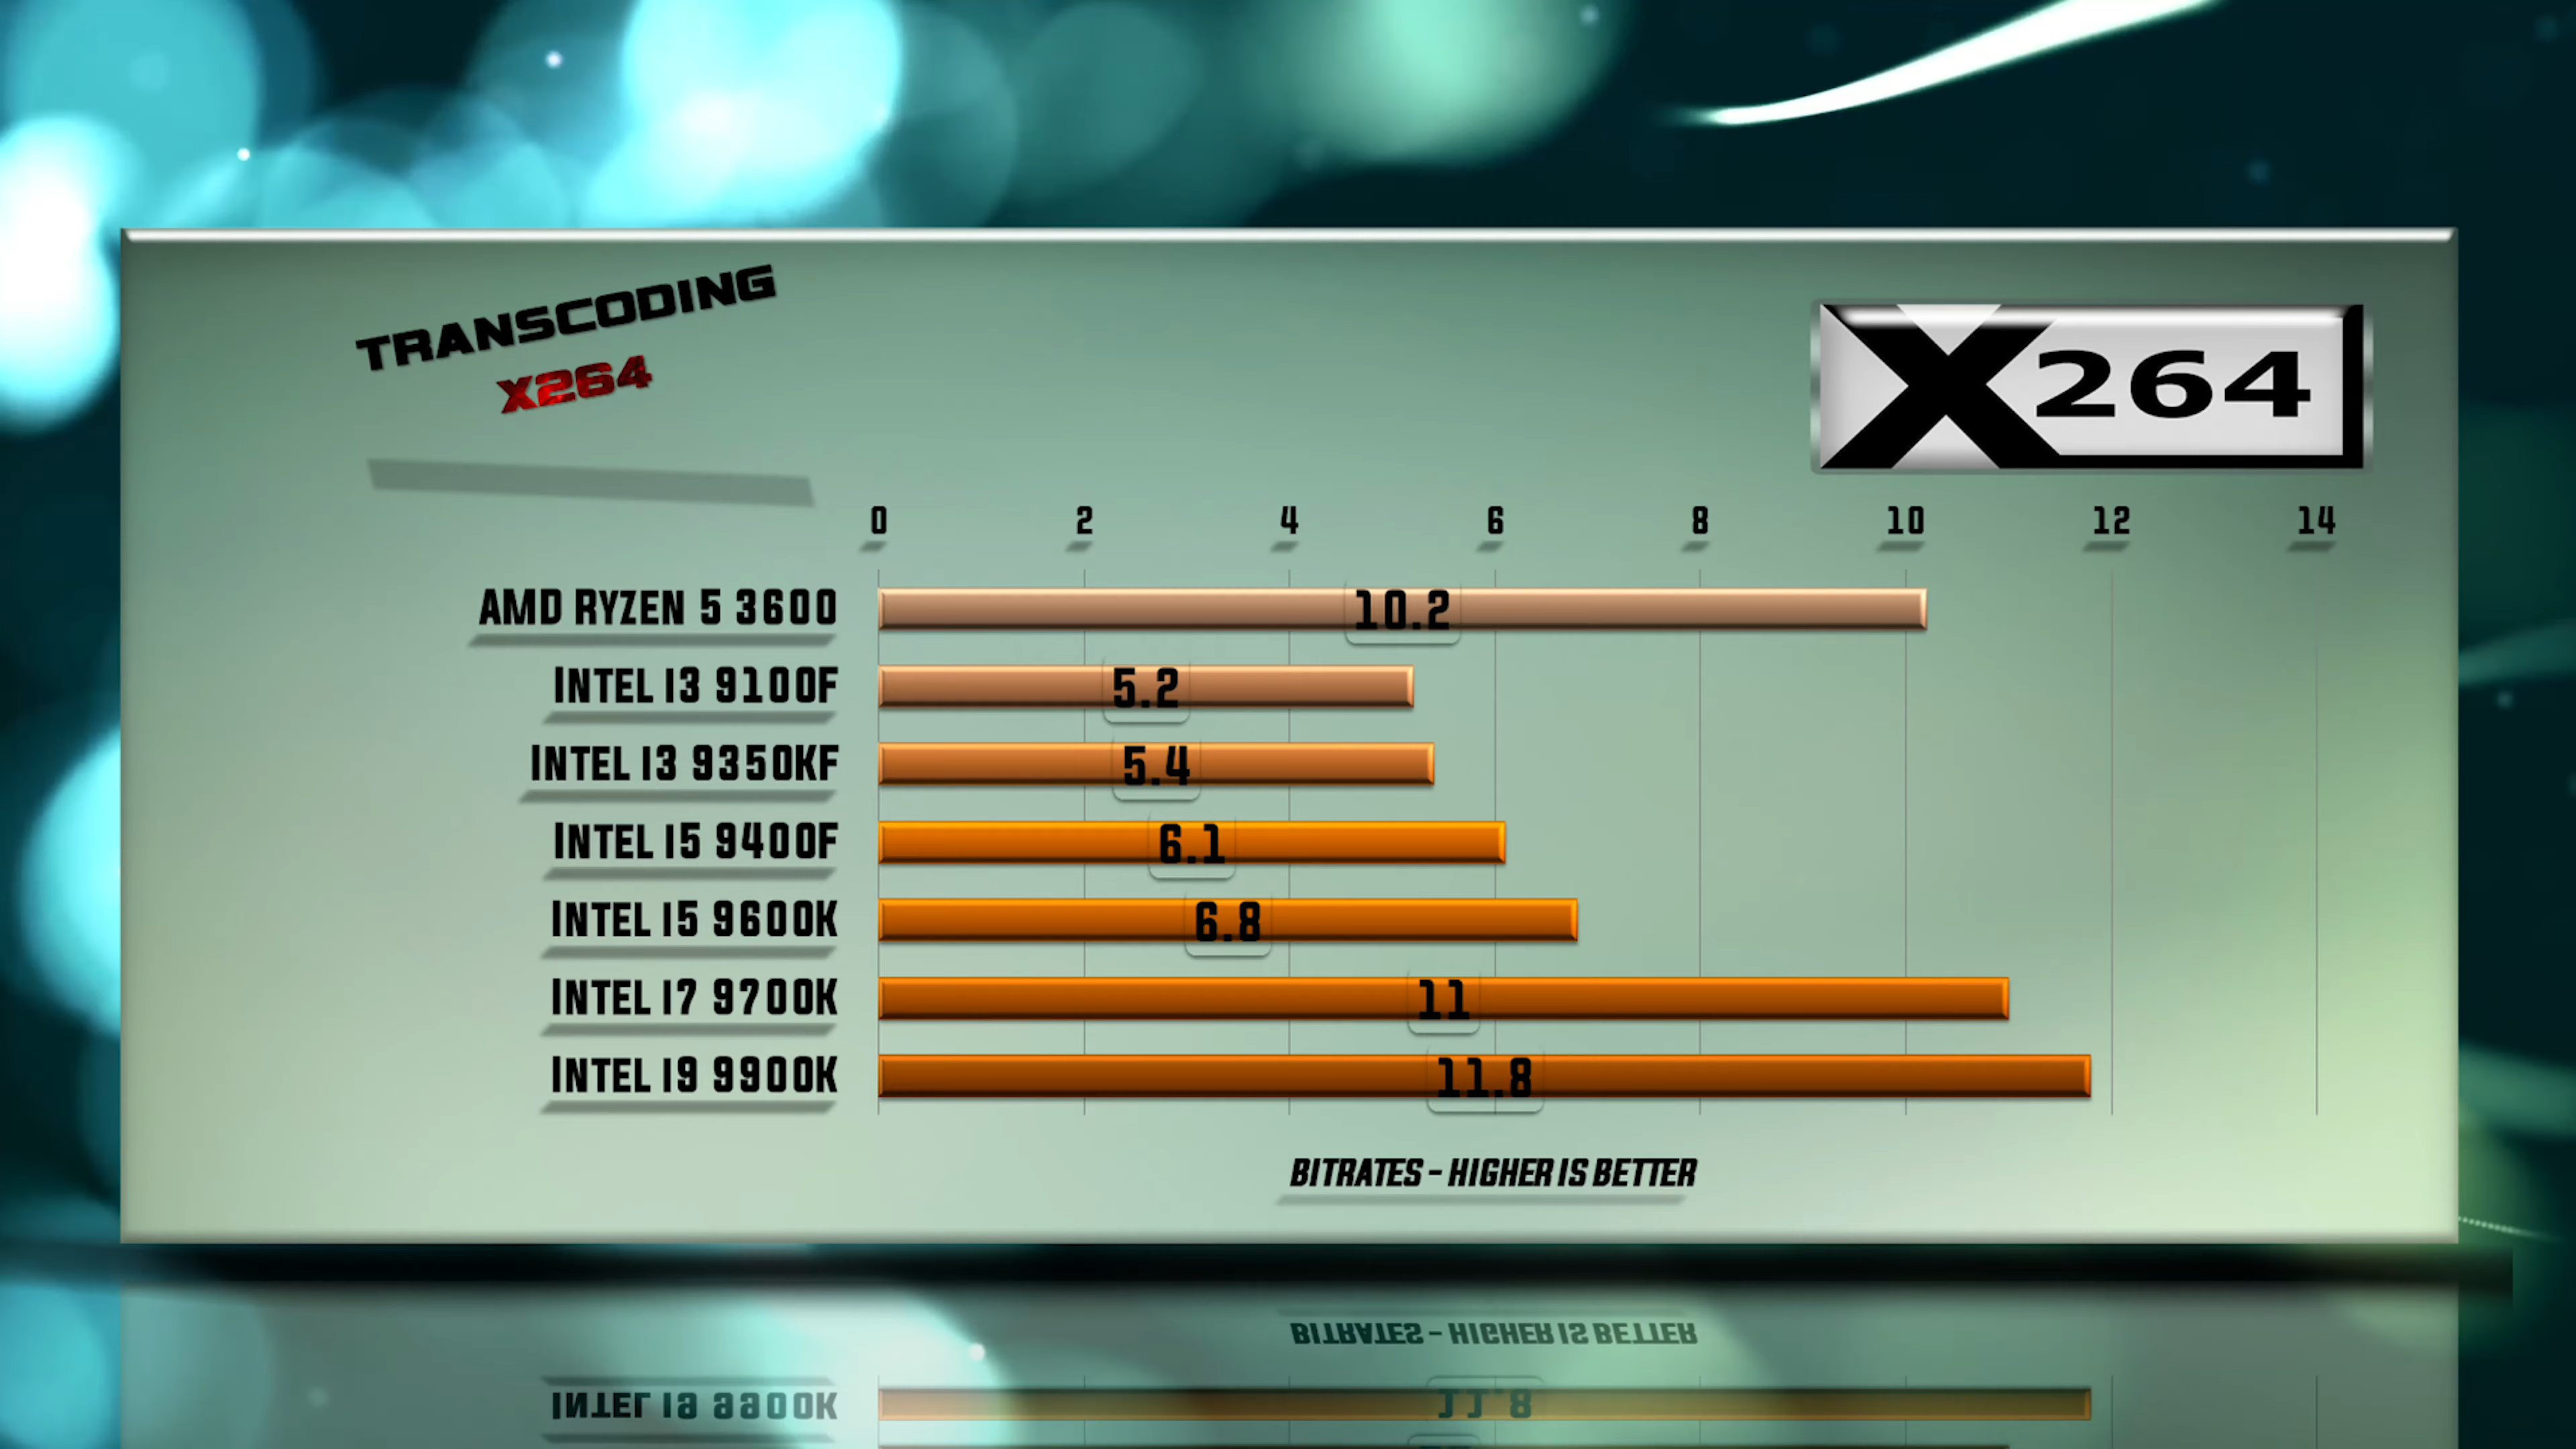 TRANSCODING
X264
X264
0 2 4 6 8 10 12 14
AMD RYZEN 5 3600 10.2
INTEL I3 9100F 5.2
INTEL I3 9350KF 5.4
INTEL I5 9400F 6.1
INTEL I5 9600K 6.8
INTEL I7 9700K 11
INTEL I9 9900K 11.8
BITRATES - HIGHER IS BETTER